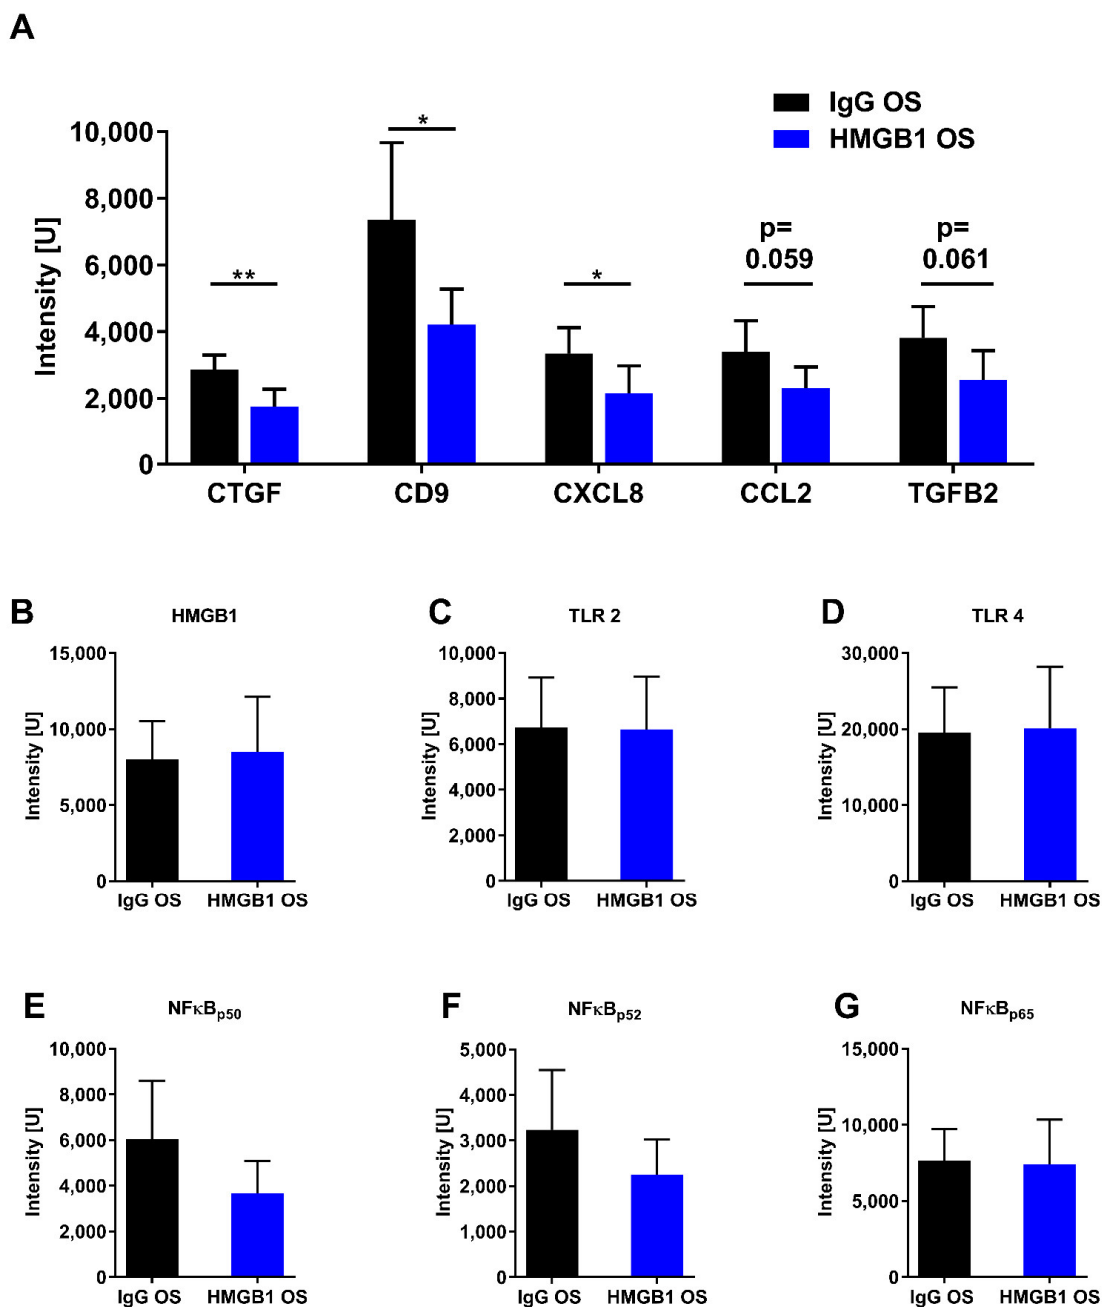 A
IgG OS
HMGB1 OS
Intensity [U]
10,000
8,000
6,000
4,000
2,000
0
**
*
*
p=
0.059
p=
0.061
CTGF CD9 CXCL8 CCL2 TGFB2
B
HMGB1
Intensity [U]
15,000
10,000
5,000
0
IgG OS HMGB1 OS
C
TLR 2
Intensity [U]
10,000
8,000
6,000
4,000
2,000
0
IgG OS HMGB1 OS
D
TLR 4
Intensity [U]
30,000
20,000
10,000
0
IgG OS HMGB1 OS
E
NFκBp50
Intensity [U]
10,000
8,000
6,000
4,000
2,000
0
IgG OS HMGB1 OS
F
NFκBp52
Intensity [U]
5,000
4,000
3,000
2,000
1,000
0
IgG OS HMGB1 OS
G
NFκBp65
Intensity [U]
15,000
10,000
5,000
0
IgG OS HMGB1 OS